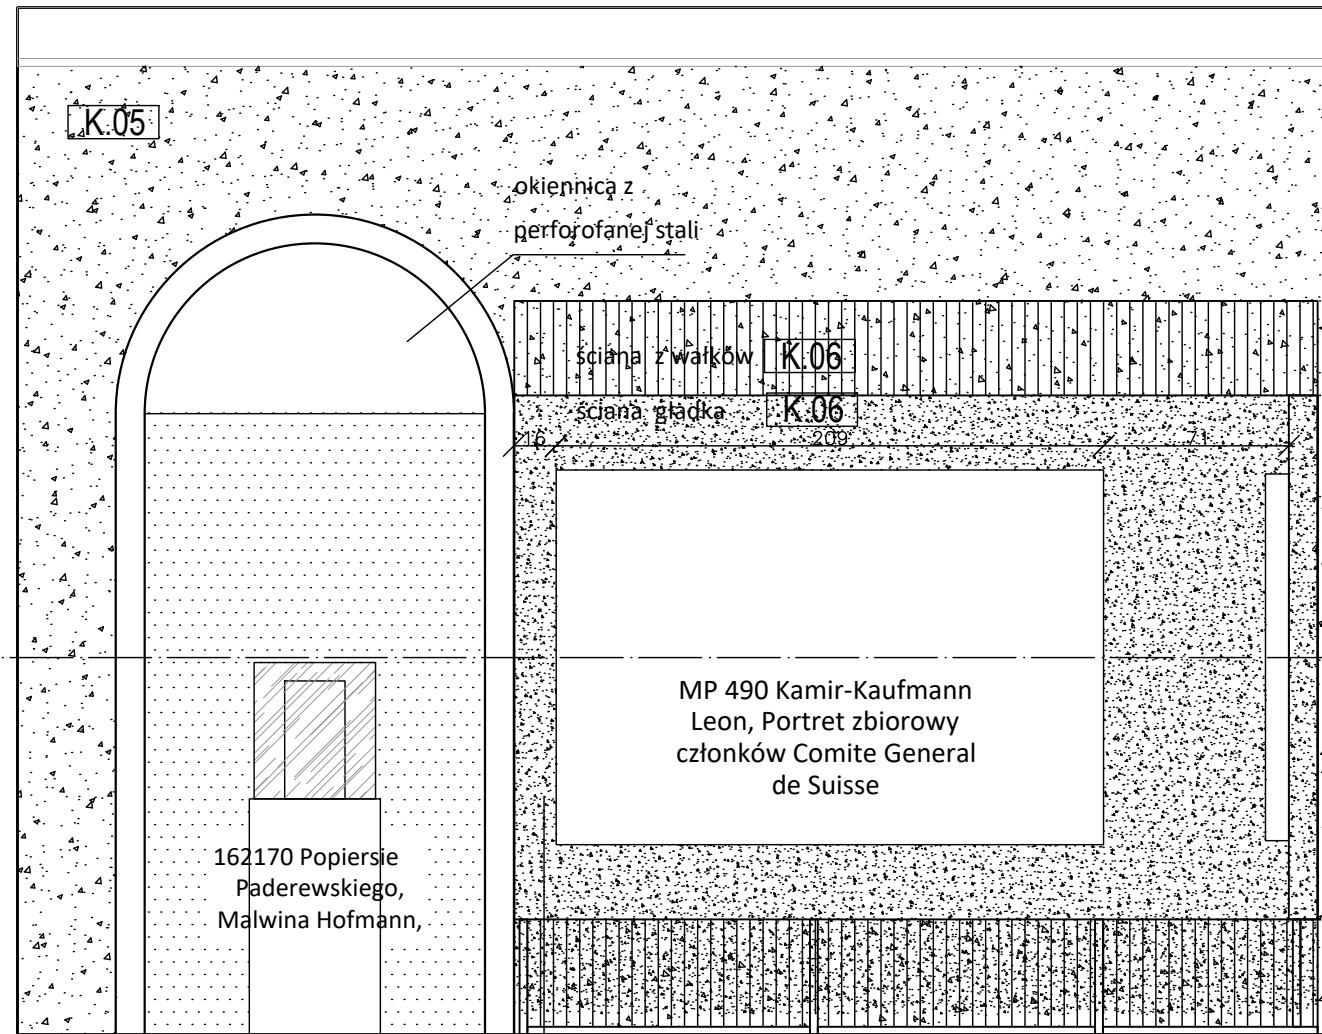 K.05
okiennica z
perforofanej stali
ściana z wałków K.06
ściana gładka K.06
16 209 71
MP 490 Kamir-Kaufmann
Leon, Portret zbiorowy
członków Comite General
de Suisse
162170 Popiersie
Paderewskiego,
Malwina Hofmann,